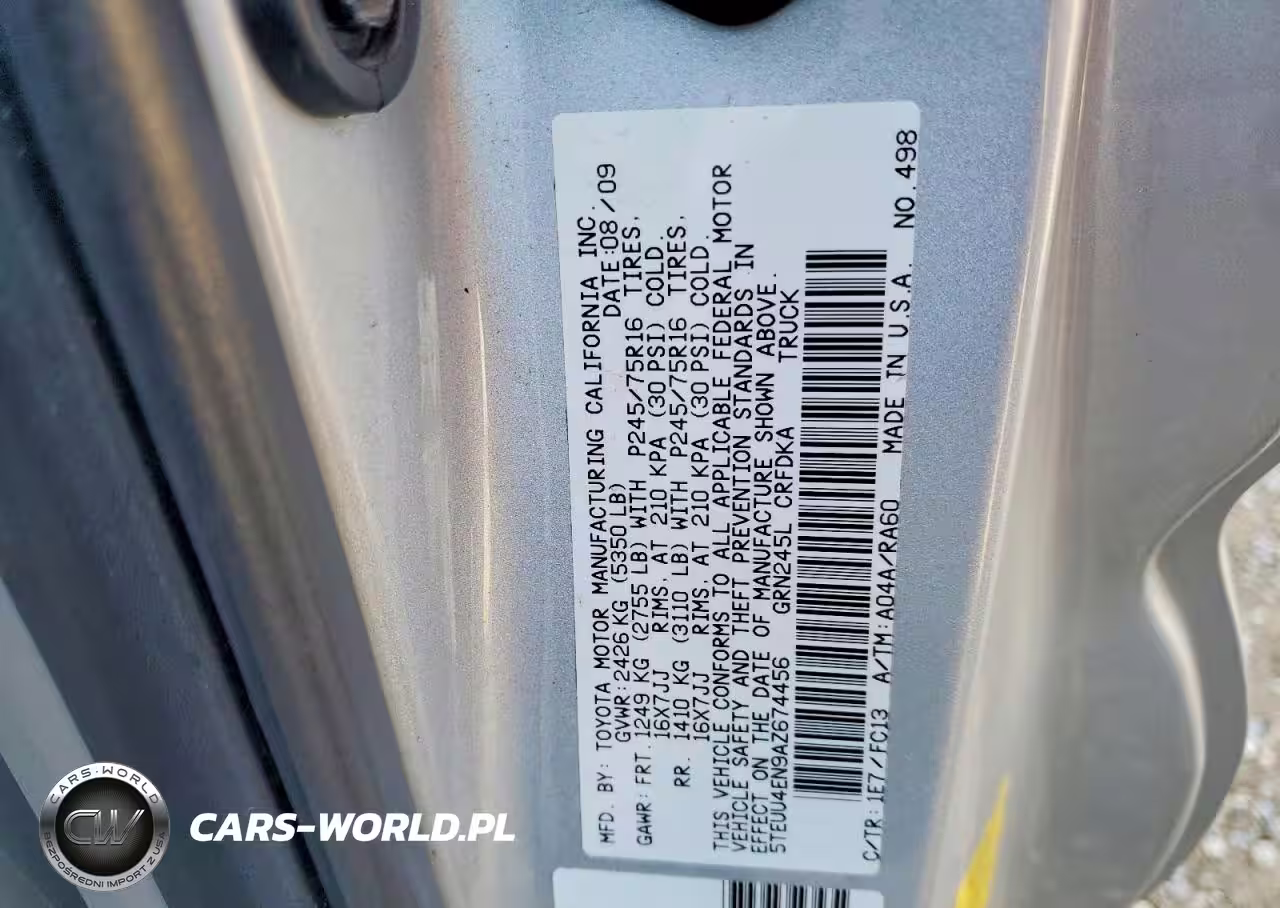 MFD. BY: TOYOTA MOTOR MANUFACTURING CALIFORNIA INC.
GVWR: 2426 KG (5350 LB) DATE: 08/09
GAWR: FRT. 1249 KG (2755 LB) WITH P245/75R16 TIRES,
16X7JJ RIMS, AT 210 KPA (30 PSI) COLD.
RR. 1410 KG (3110 LB) WITH P245/75R16 TIRES,
16X7JJ RIMS, AT 210 KPA (30 PSI) COLD.
THIS VEHICLE CONFORMS TO ALL APPLICABLE FEDERAL MOTOR
VEHICLE SAFETY AND THEFT PREVENTION STANDARDS IN
EFFECT ON THE DATE OF MANUFACTURE SHOWN ABOVE.
5TEUU4EN9AZ674456 GRN245L CRFDKA TRUCK
C/TR: 1E7/FC13 A/TM: A04A/RA60 MADE IN U.S.A. NO. 498
CARS-WORLD
CW
BEZPOŚREDNI IMPORT Z USA
CARS-WORLD.PL